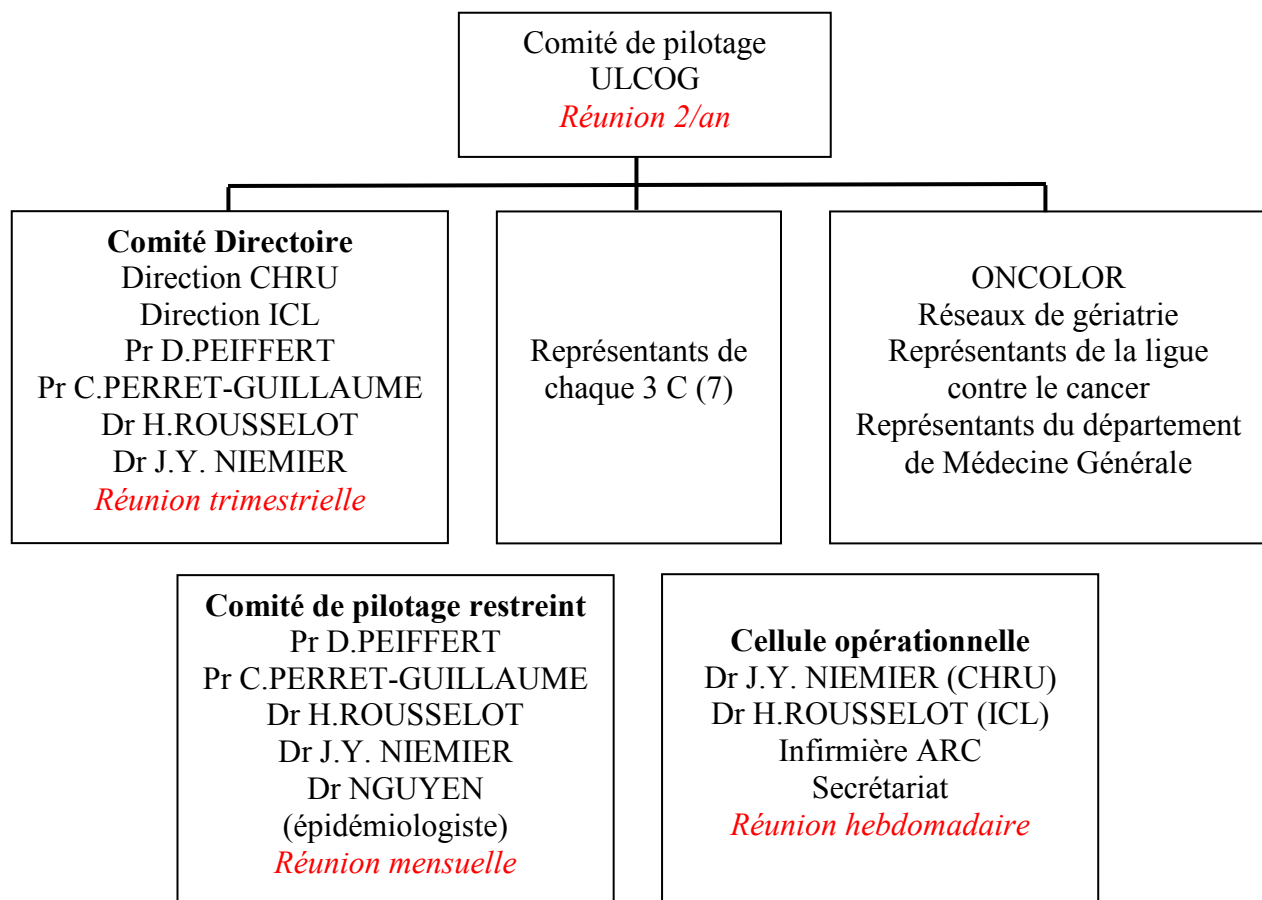 Comité de pilotage
ULCOG
Réunion 2/an
Comité Directoire
Direction CHRU
Direction ICL
Pr D.PEIFFERT
Pr C.PERRET-GUILLAUME
Dr H.ROUSSELOT
Dr J.Y. NIEMIER
Réunion trimestrielle
Représentants de
chaque 3 C (7)
ONCOLOR
Réseaux de gériatrie
Représentants de la ligue
contre le cancer
Représentants du département
de Médecine Générale
Comité de pilotage restreint
Pr D.PEIFFERT
Pr C.PERRET-GUILLAUME
Dr H.ROUSSELOT
Dr J.Y. NIEMIER
Dr NGUYEN
(épidémiologiste)
Réunion mensuelle
Cellule opérationnelle
Dr J.Y. NIEMIER (CHRU)
Dr H.ROUSSELOT (ICL)
Infirmière ARC
Secrétariat
Réunion hebdomadaire